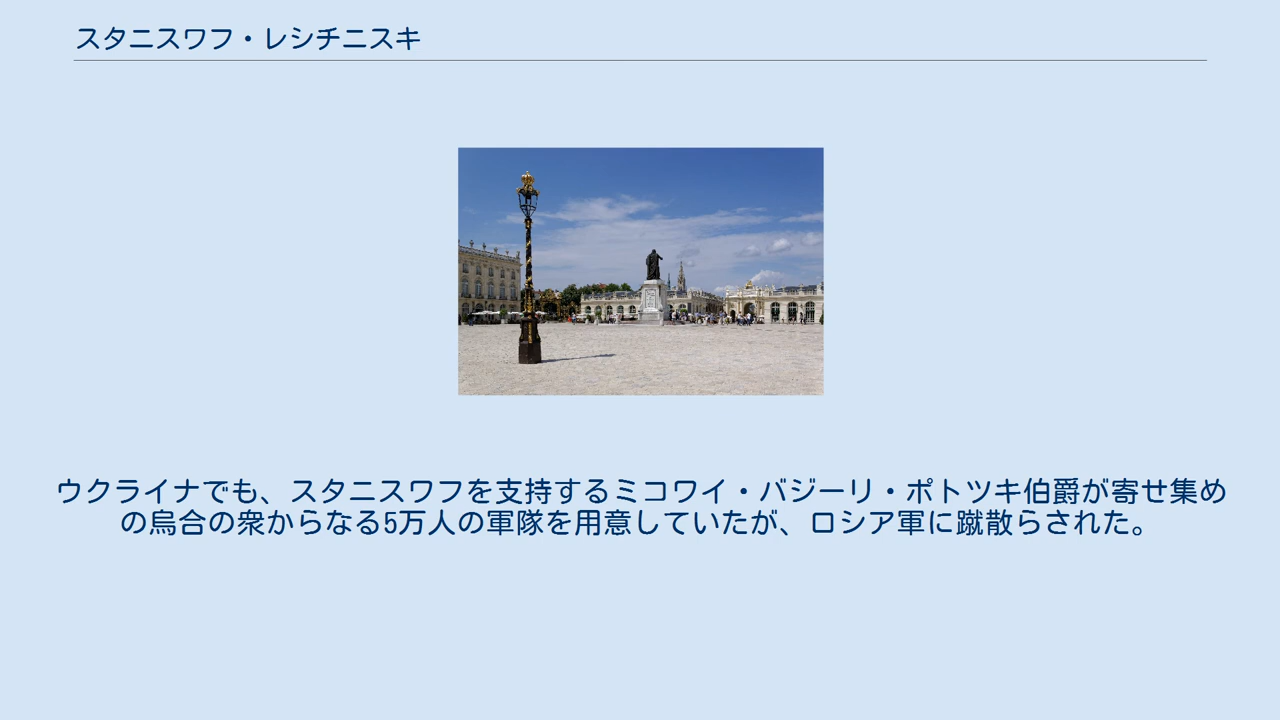 スタニスワフ・レシチニスキ
ウクライナでも、スタニスワフを支持するミコワイ・バジーリ・ポトツキ伯爵が寄せ集め
の烏合の衆からなる5万人の軍隊を用意していたが、ロシア軍に蹴散らされた。